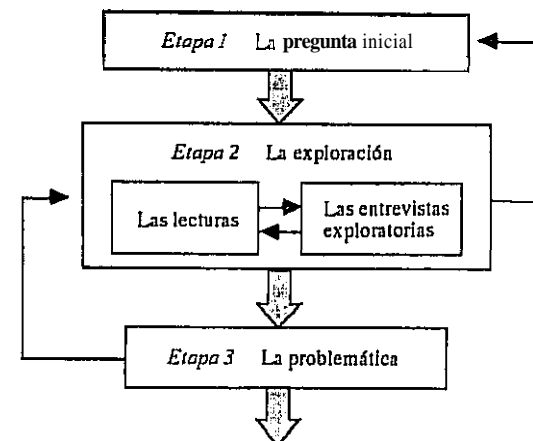 Etapa 1 La pregunta inicial
Etapa 2 La exploración
Las lecturas
Las entrevistas
exploratorias
Etapa 3 La problemática